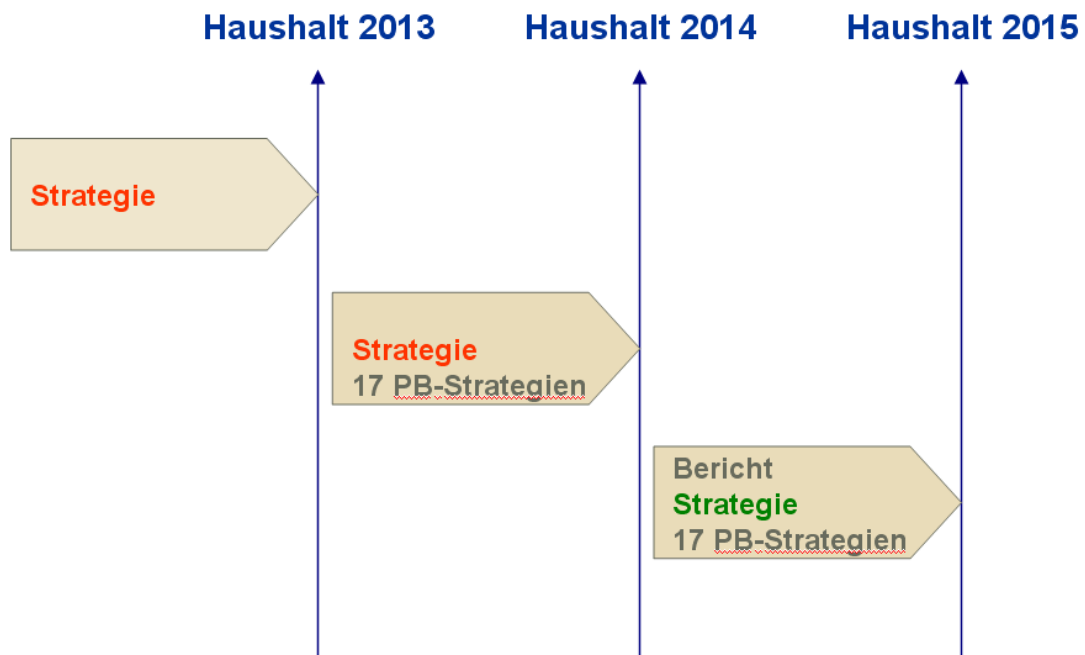 Haushalt 2013
Haushalt 2014
Haushalt 2015
Strategie
Strategie
17 PB-Strategien
Bericht
Strategie
17 PB-Strategien